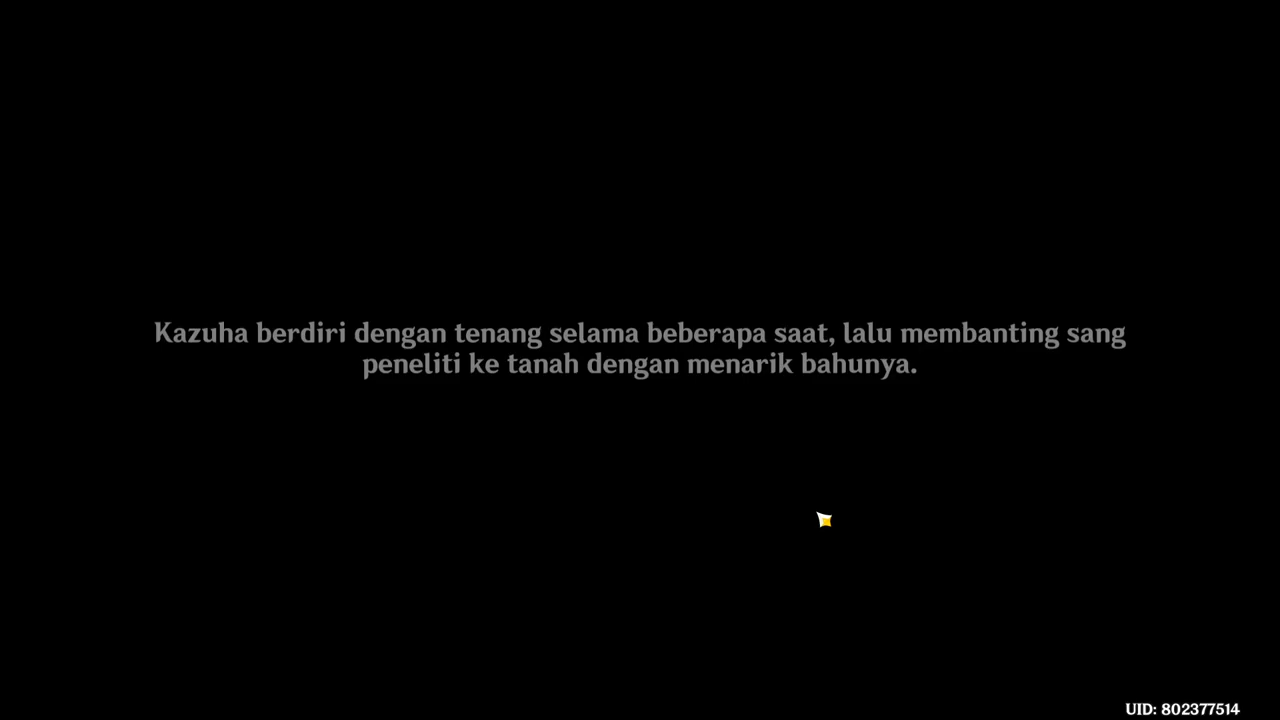 Kazuha berdiri dengan tenang selama beberapa saat, lalu membanting sang
peneliti ke tanah dengan menarik bahunya.
UID: 802377514